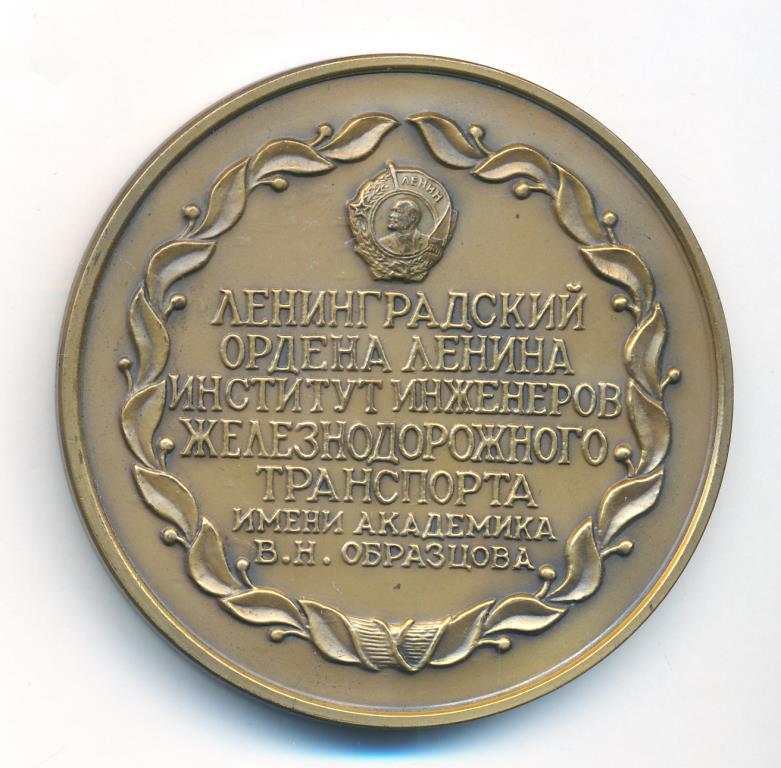 ЛЕНИН
ЛЕНИНГРАДСКИЙ
ОРДЕНА ЛЕНИНА
ИНСТИТУТ ИНЖЕНЕРОВ
ЖЕЛЕЗНОДОРОЖНОГО
ТРАНСПОРТА
ИМЕНИ АКАДЕМИКА
В.Н. ОБРАЗЦОВА